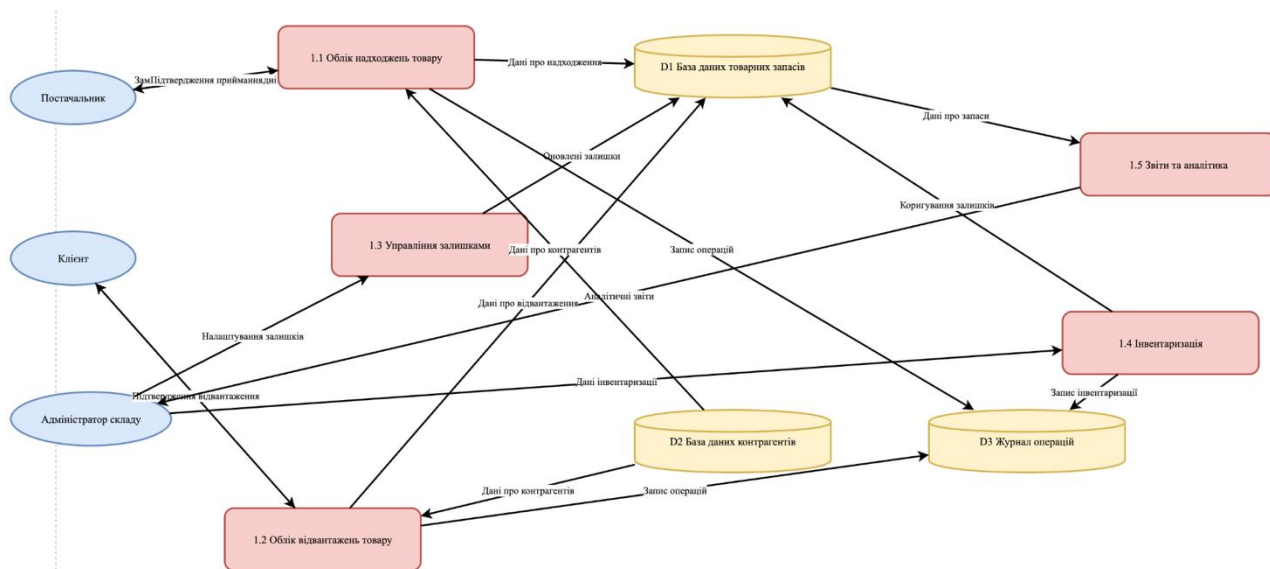 1.1 Облік надходжень товару
Дані про надходження
D1 База даних товарних запасів
Підтвердження приймання
Постачальник
Дані про запаси
1.5 Звіти та аналітика
Оновлені залишки
Коригування залишків
1.3 Управління залишками
Дані про контрагентів
Запис операцій
Клієнт
Аналітичні звіти
Дані про відвантаження
Налаштування залишків
1.4 Інвентаризація
Дані інвентаризації
Підтвердження відвантаження
Запис інвентаризації
Адміністратор складу
D2 База даних контрагентів
D3 Журнал операцій
Дані про контрагентів
Запис операцій
1.2 Облік відвантажень товару